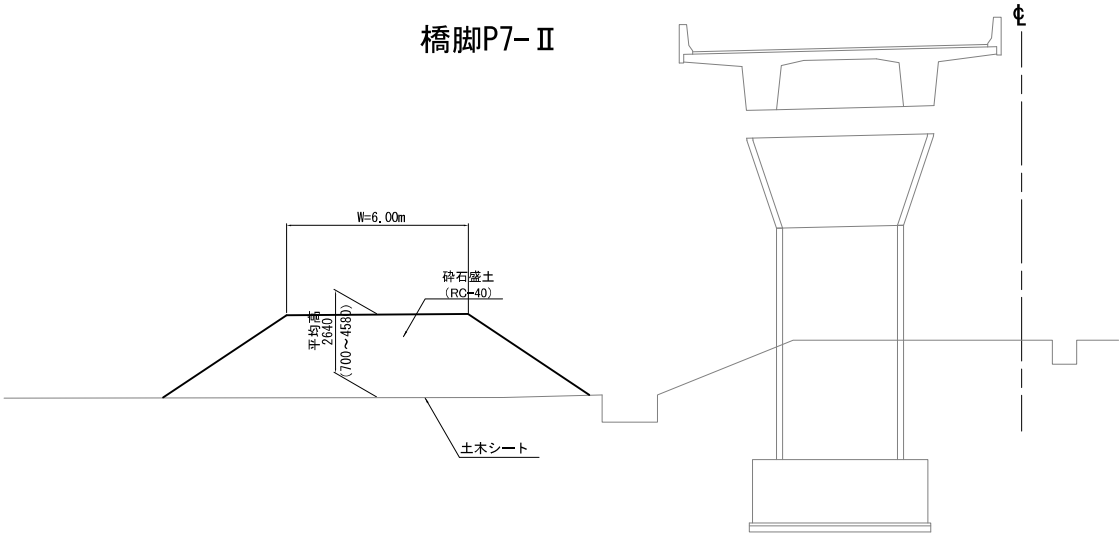 橋脚P7-Ⅱ
℄
W=6.00m
砕石盛土
(RC-40)
平均高
2640
(700～4580)
土木シート